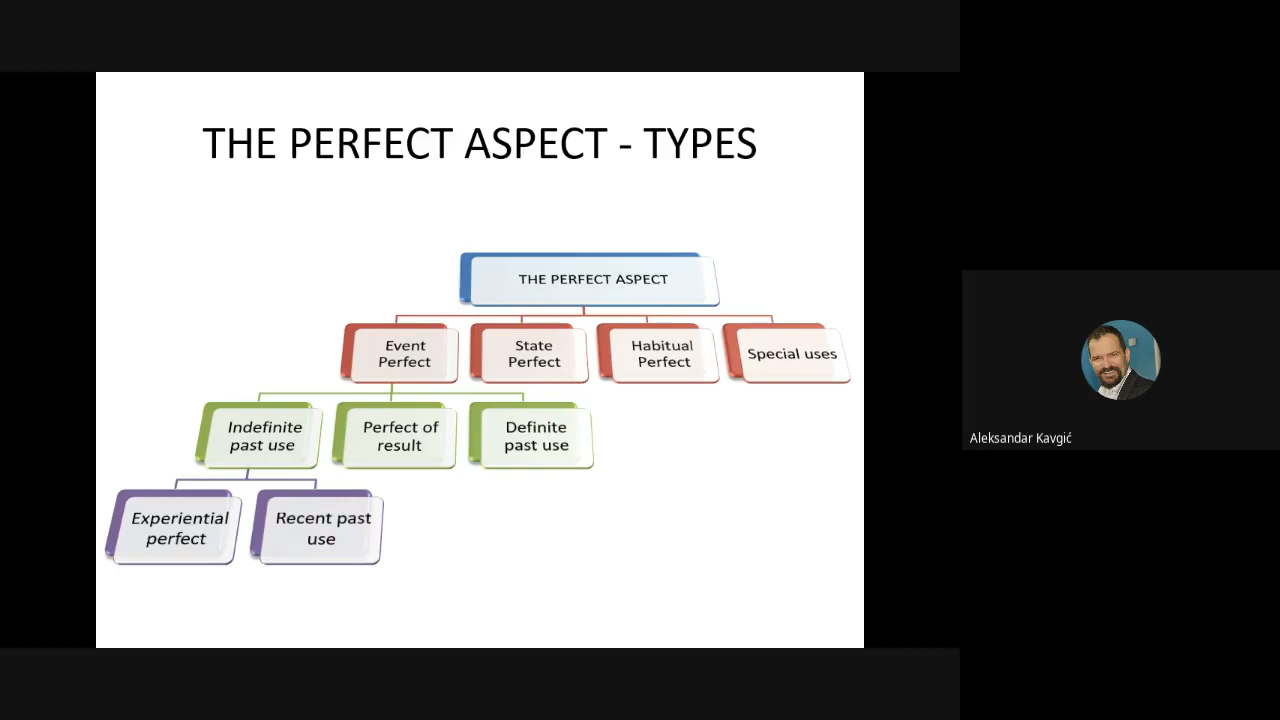 THE PERFECT ASPECT - TYPES
THE PERFECT ASPECT
Event
Perfect
State
Perfect
Habitual
Perfect
Special uses
Indefinite
past use
Perfect of
result
Definite
past use
Experiential
perfect
Recent past
use
Aleksandar Kavgić